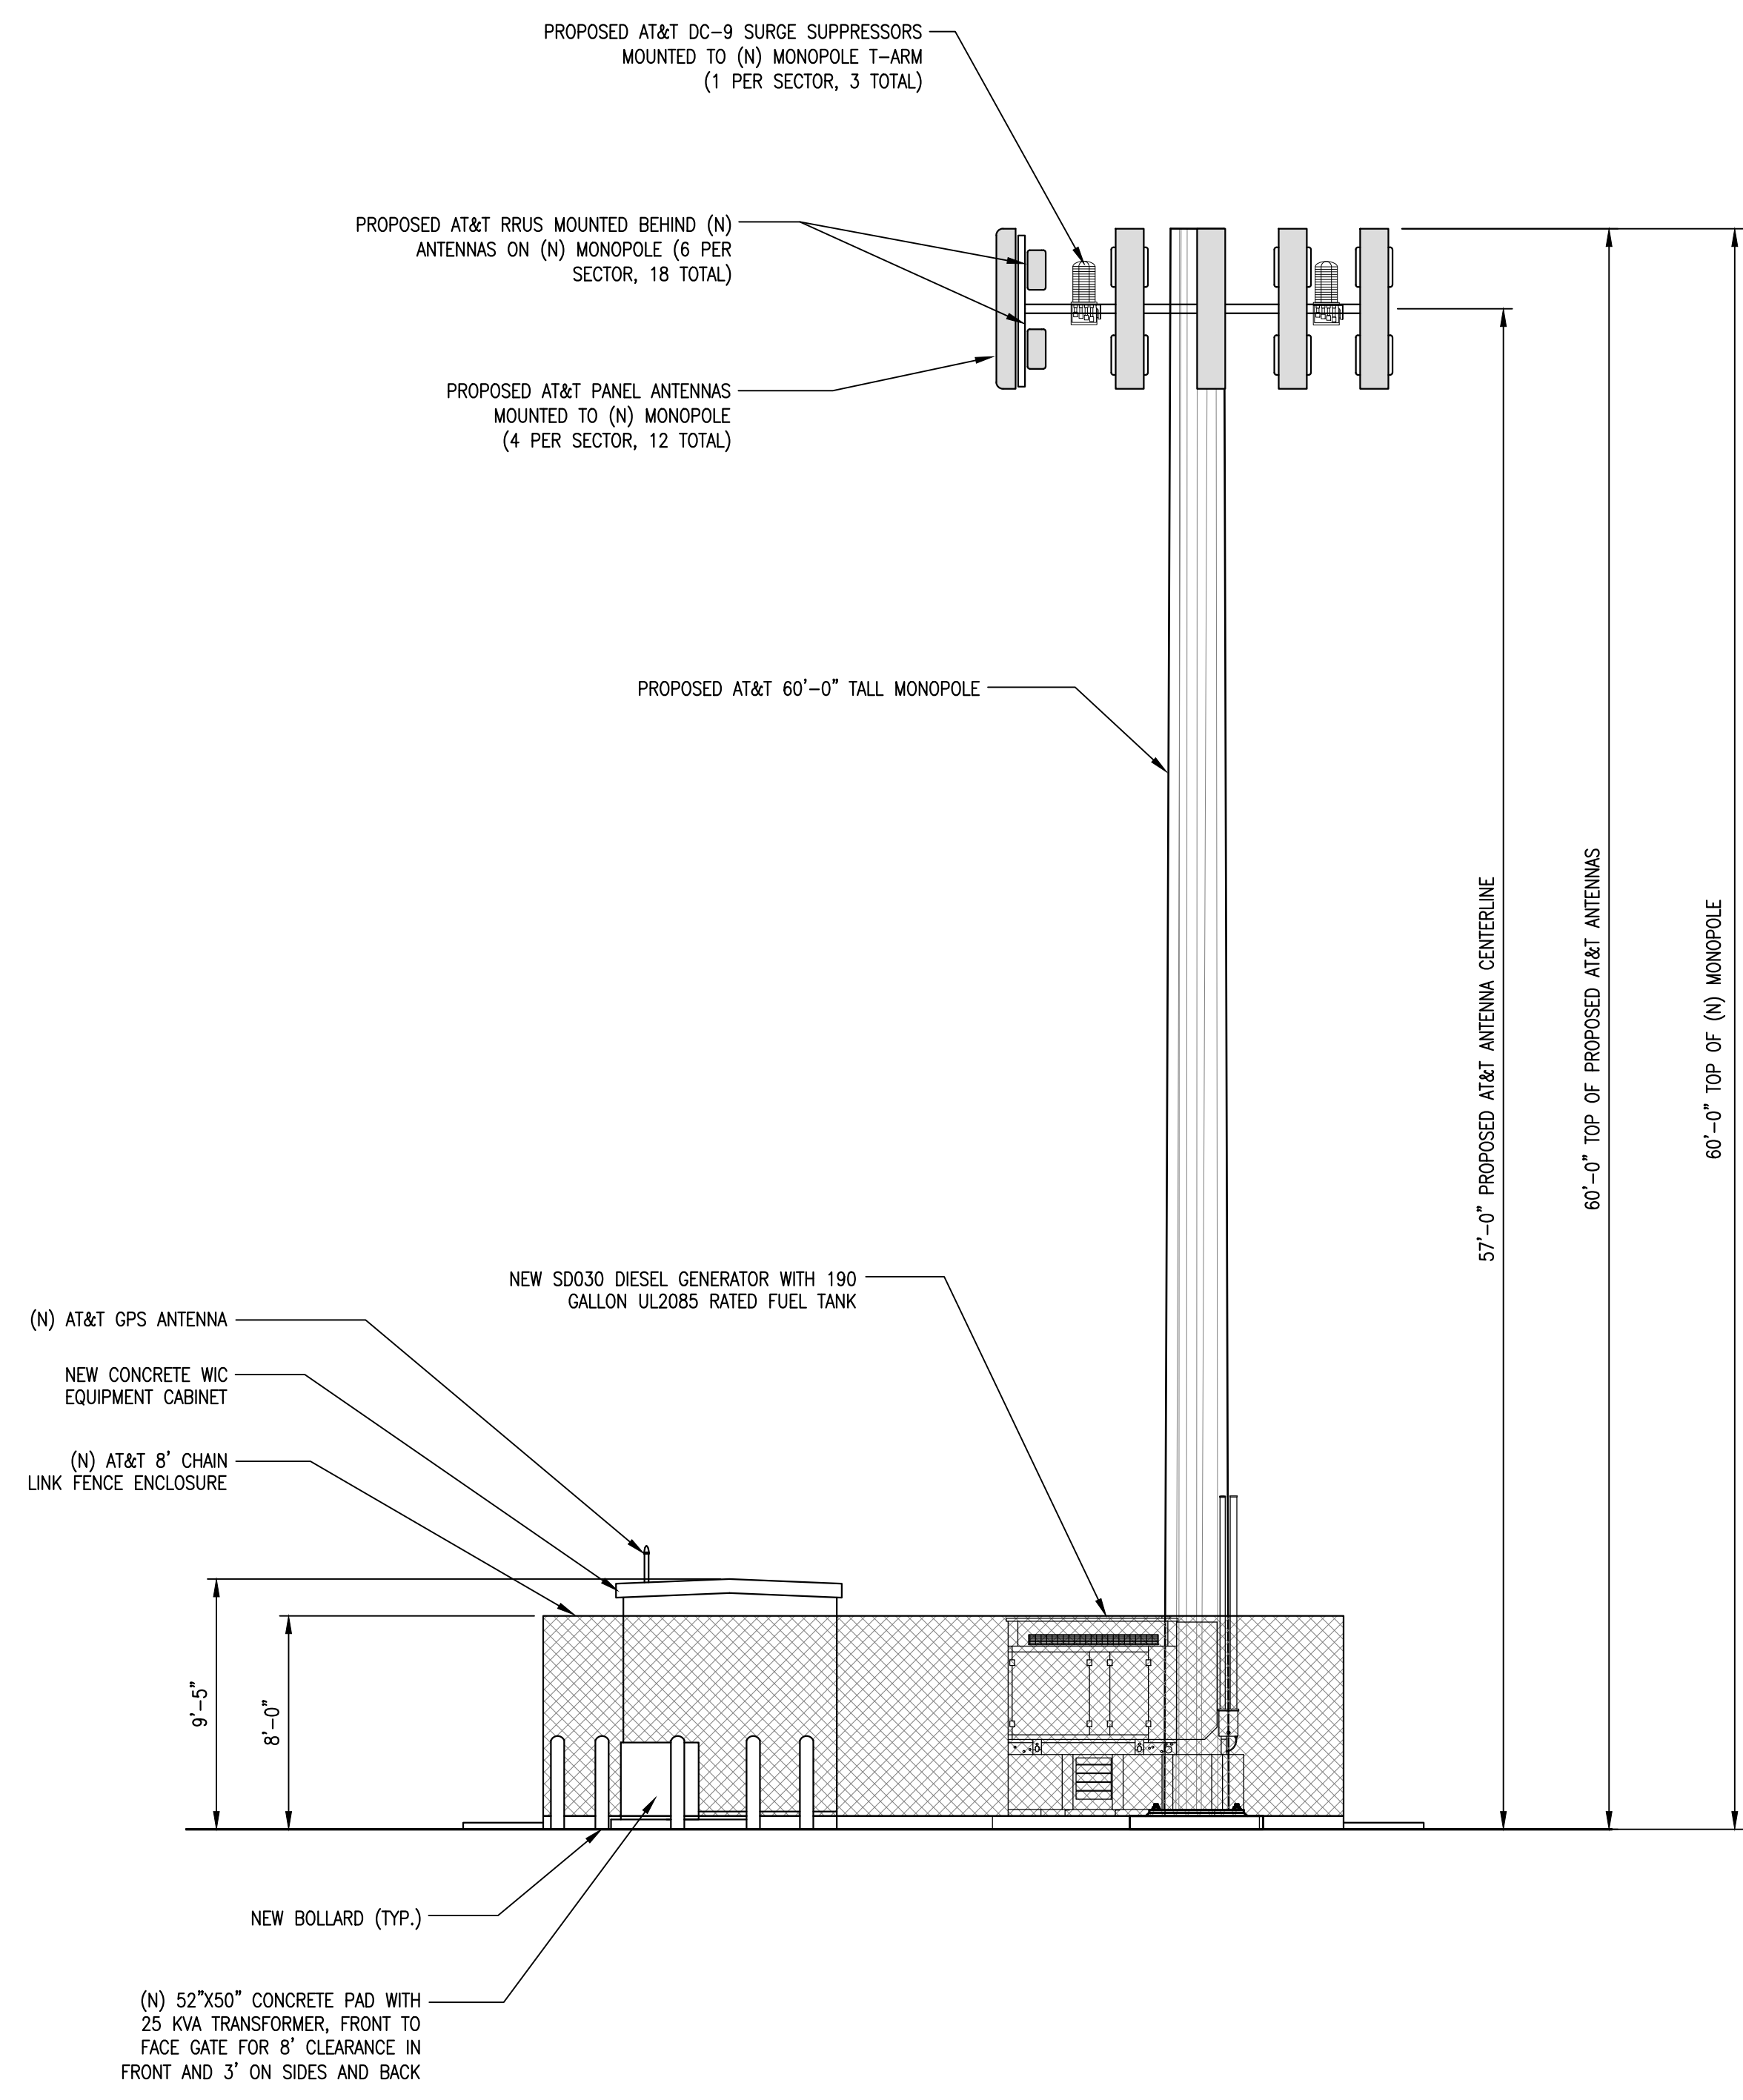 PROPOSED AT&T DC-9 SURGE SUPPRESSORS
MOUNTED TO (N) MONOPOLE T-ARM
(1 PER SECTOR, 3 TOTAL)
PROPOSED AT&T RRUS MOUNTED BEHIND (N)
ANTENNAS ON (N) MONOPOLE (6 PER
SECTOR, 18 TOTAL)
PROPOSED AT&T PANEL ANTENNAS
MOUNTED TO (N) MONOPOLE
(4 PER SECTOR, 12 TOTAL)
PROPOSED AT&T 60'-0" TALL MONOPOLE
57'-0" PROPOSED AT&T ANTENNA CENTERLINE
60'-0" TOP OF PROPOSED AT&T ANTENNAS
60'-0" TOP OF (N) MONOPOLE
NEW SD030 DIESEL GENERATOR WITH 190
GALLON UL2085 RATED FUEL TANK
(N) AT&T GPS ANTENNA
NEW CONCRETE WIC
EQUIPMENT CABINET
(N) AT&T 8' CHAIN
LINK FENCE ENCLOSURE
9'-5"
8'-0"
NEW BOLLARD (TYP.)
(N) 52"X50" CONCRETE PAD WITH
25 KVA TRANSFORMER, FRONT TO
FACE GATE FOR 8' CLEARANCE IN
FRONT AND 3' ON SIDES AND BACK